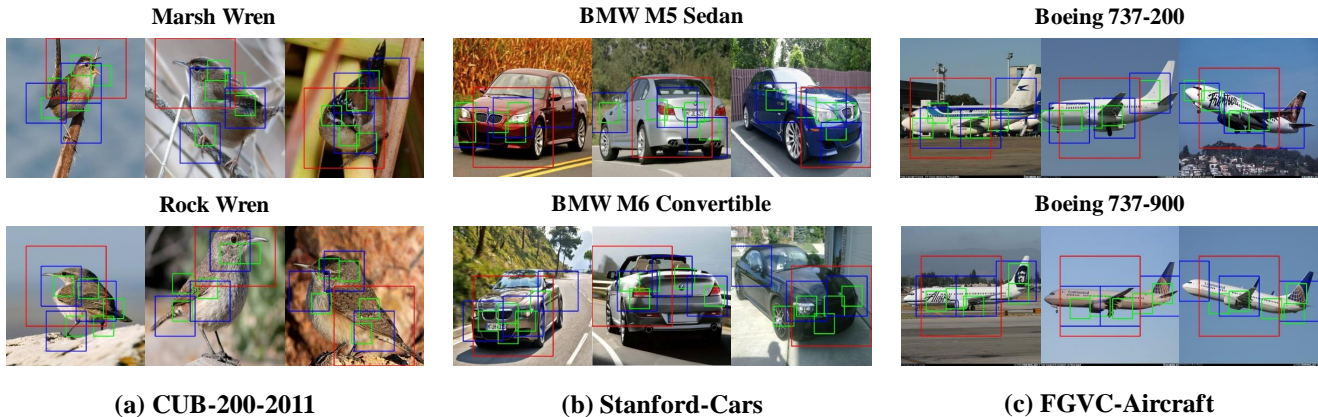 Marsh Wren
BMW M5 Sedan
Boeing 737-200
Rock Wren
BMW M6 Convertible
Boeing 737-900
(a) CUB-200-2011
(b) Stanford-Cars
(c) FGVC-Aircraft